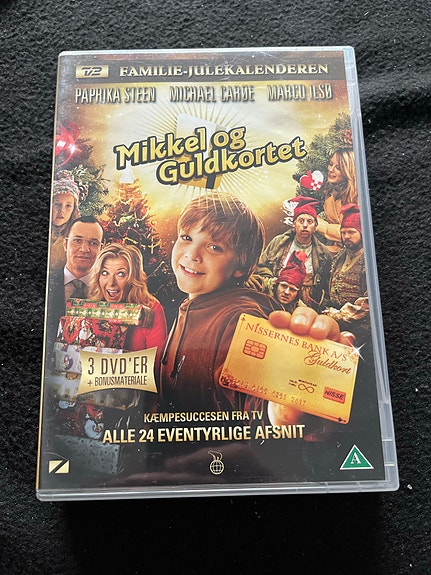 TV2 FAMILIE-JULEKALENDEREN
PAPRIKA STEEN MICHAEL CARØE MARCO ILSØ
Mikkel og
Guldkortet
NISSERNES BANK A/S
Guldkort
NISSE
3 DVD'ER
+ BONUSMATERIALE
KÆMPESUCCESEN FRA TV
ALLE 24 EVENTYRLIGE AFSNIT
A